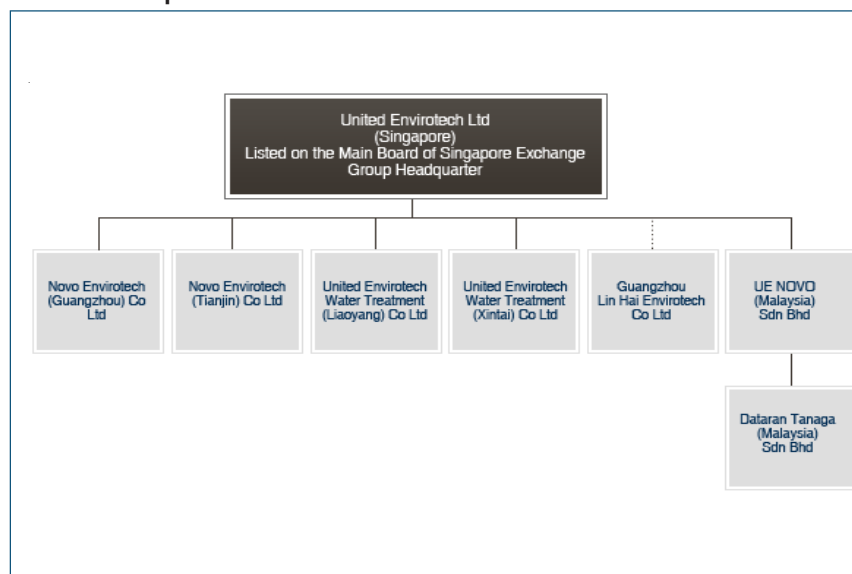 United Envirotech Ltd
(Singapore)
Listed on the Main Board of Singapore Exchange
Group Headquarter
Novo Envirotech
(Guangzhou) Co
Ltd
Novo Envirotech
(Tianjin) Co Ltd
United Envirotech
Water Treatment
(Liaoyang) Co Ltd
United Envirotech
Water Treatment
(Xintai) Co Ltd
Guangzhou
Lin Hai Envirotech
Co Ltd
UE NOVO
(Malaysia)
Sdn Bhd
Dataran Tanaga
(Malaysia)
Sdn Bhd